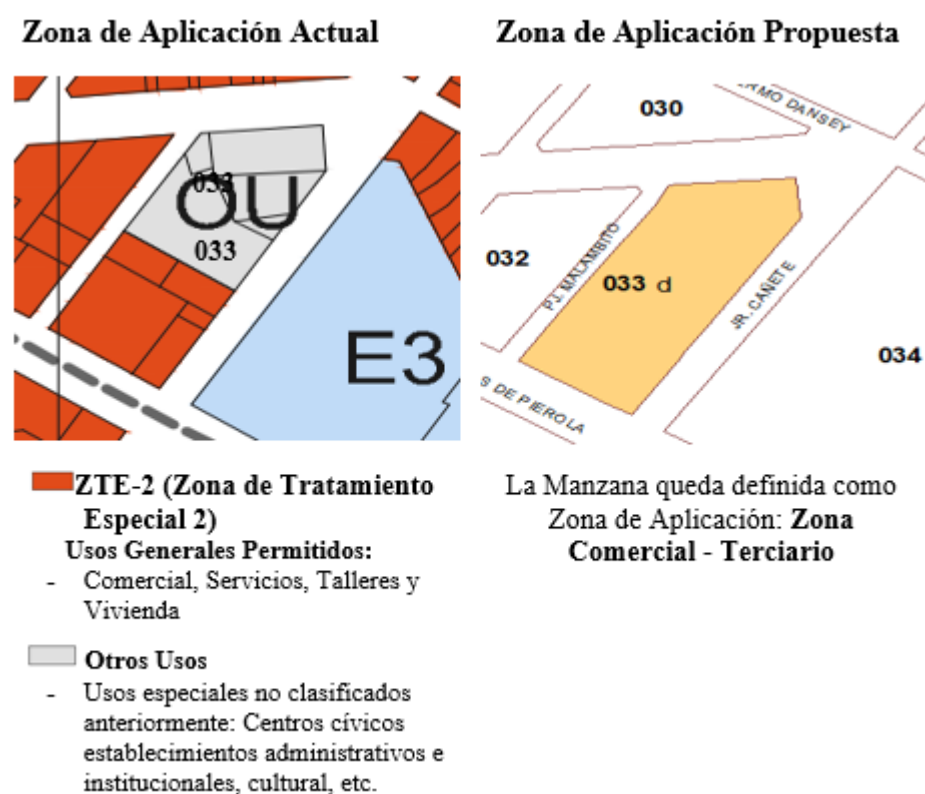 Zona de Aplicación Actual
Zona de Aplicación Propuesta
033
OU
033
E3
ERMO DANSEY
030
032
PJ. MALAMBITO
033 d
JR. CAÑETE
034
S DE PIEROLA
ZTE-2 (Zona de Tratamiento
Especial 2)
Usos Generales Permitidos:
- Comercial, Servicios, Talleres y
Vivienda
Otros Usos
- Usos especiales no clasificados
anteriormente: Centros cívicos
establecimientos administrativos e
institucionales, cultural, etc.
La Manzana queda definida como
Zona de Aplicación: Zona
Comercial - Terciario